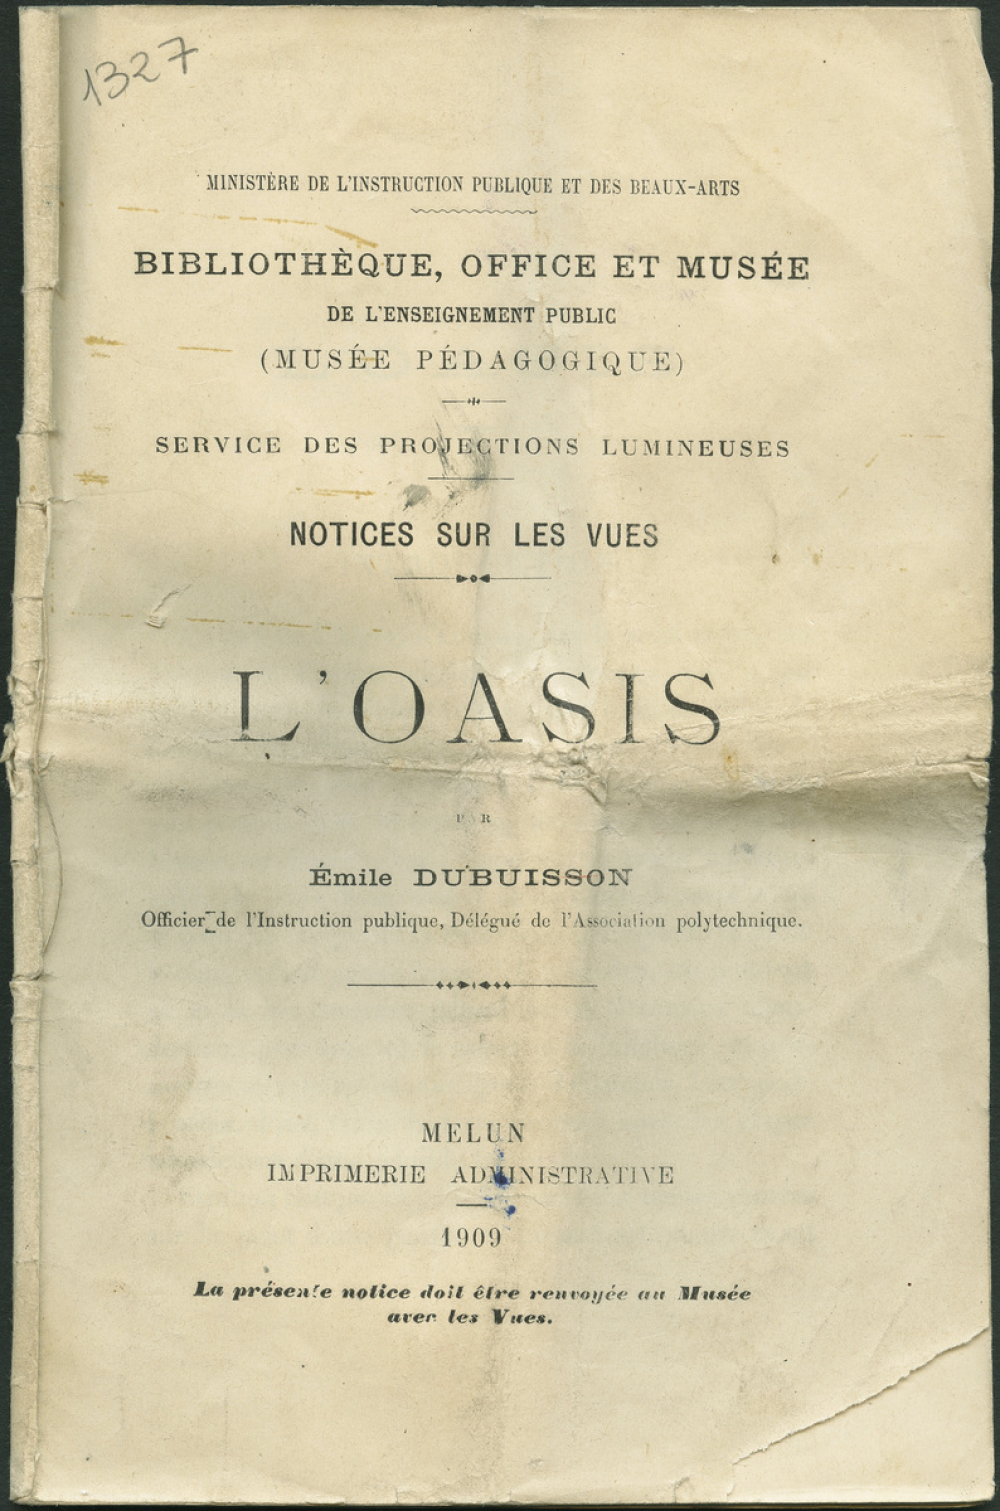 1327
MINISTÈRE DE L'INSTRUCTION PUBLIQUE ET DES BEAUX-ARTS
BIBLIOTHÈQUE, OFFICE ET MUSÉE
DE L'ENSEIGNEMENT PUBLIC
(MUSÉE PÉDAGOGIQUE)
SERVICE DES PROJECTIONS LUMINEUSES
NOTICES SUR LES VUES
L'OASIS
PAR
Émile DUBUISSON
Officier de l'Instruction publique, Délégué de l'Association polytechnique.
MELUN
IMPRIMERIE ADMINISTRATIVE
1909
La présente notice doit être renvoyée au Musée
avec les Vues.